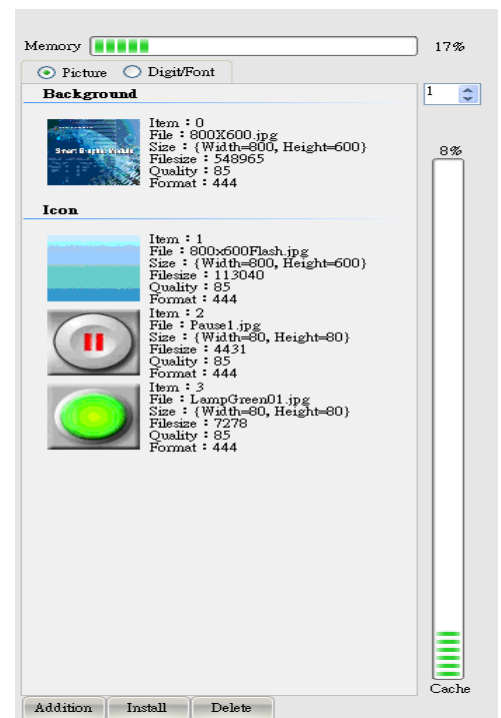 Memory 17%
Picture Digit/Font
Background 1
Item : 0
File : 800X600.jpg
Size : {Width=800, Height=600}
Smart Graphic Module
Filesize : 548965
Quality : 85
Format : 444
8%
Icon
Item : 1
File : 800x600Flash.jpg
Size : {Width=800, Height=600}
Filesize : 113040
Quality : 85
Format : 444
Item : 2
File : Pause1.jpg
Size : {Width=80, Height=80}
Filesize : 4431
Quality : 85
Format : 444
Item : 3
File : LampGreen01.jpg
Size : {Width=80, Height=80}
Filesize : 7278
Quality : 85
Format : 444
Cache
Addition Install Delete